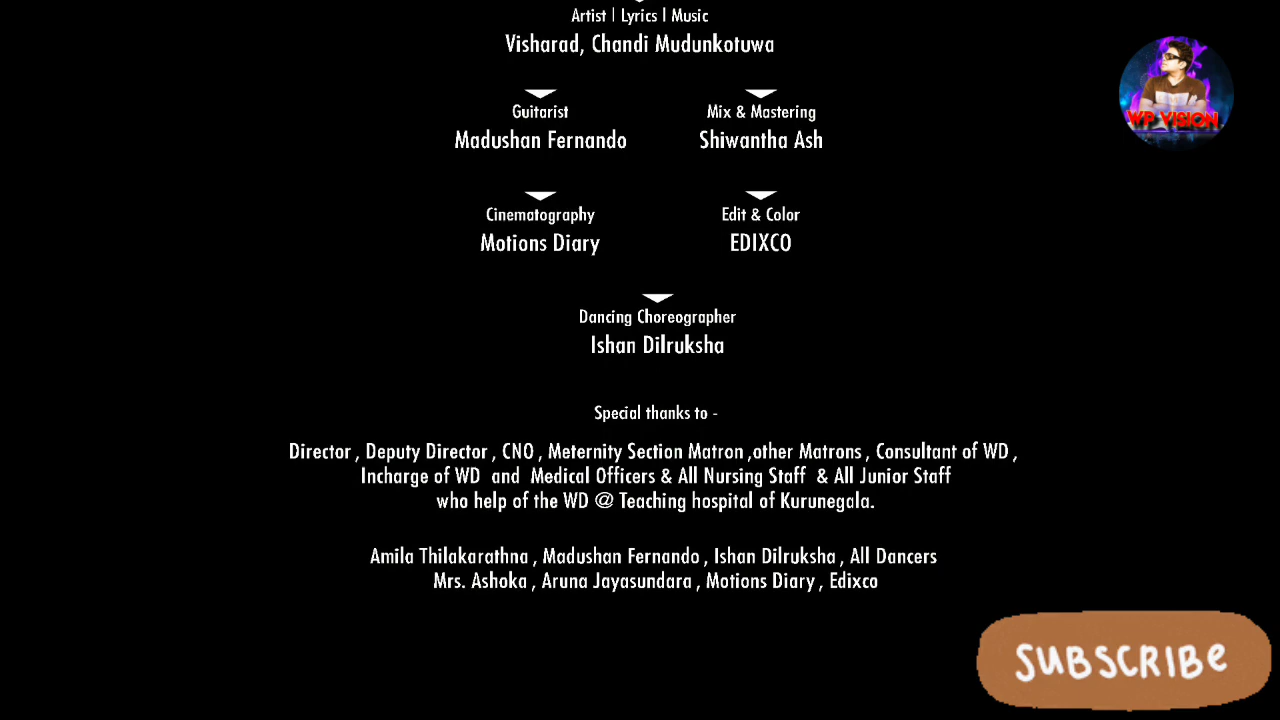 Artist | Lyrics | Music
Visharad, Chandi Mudunkotuwa
Guitarist
Madushan Fernando
Mix & Mastering
Shiwantha Ash
Cinematography
Motions Diary
Edit & Color
EDIXCO
Dancing Choreographer
Ishan Dilruksha
Special thanks to -
Director , Deputy Director , CNO , Meternity Section Matron ,other Matrons , Consultant of WD ,
Incharge of WD and Medical Officers & All Nursing Staff & All Junior Staff
who help of the WD @ Teaching hospital of Kurunegala.
Amila Thilakarathna , Madushan Fernando , Ishan Dilruksha , All Dancers
Mrs. Ashoka , Aruna Jayasundara , Motions Diary , Edixco
WP VISION
SUBSCRIBe